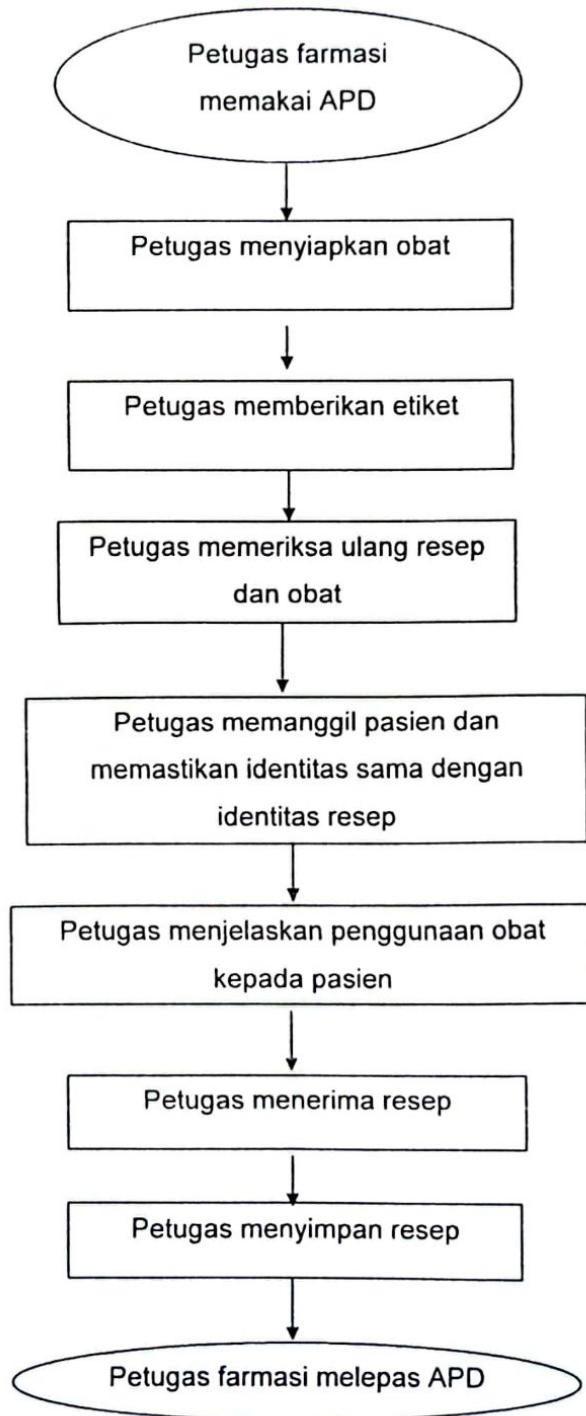 Petugas farmasi
memakai APD
Petugas menyiapkan obat
Petugas memberikan etiket
Petugas memeriksa ulang resep
dan obat
Petugas memanggil pasien dan
memastikan identitas sama dengan
identitas resep
Petugas menjelaskan penggunaan obat
kepada pasien
Petugas menerima resep
Petugas menyimpan resep
Petugas farmasi melepas APD